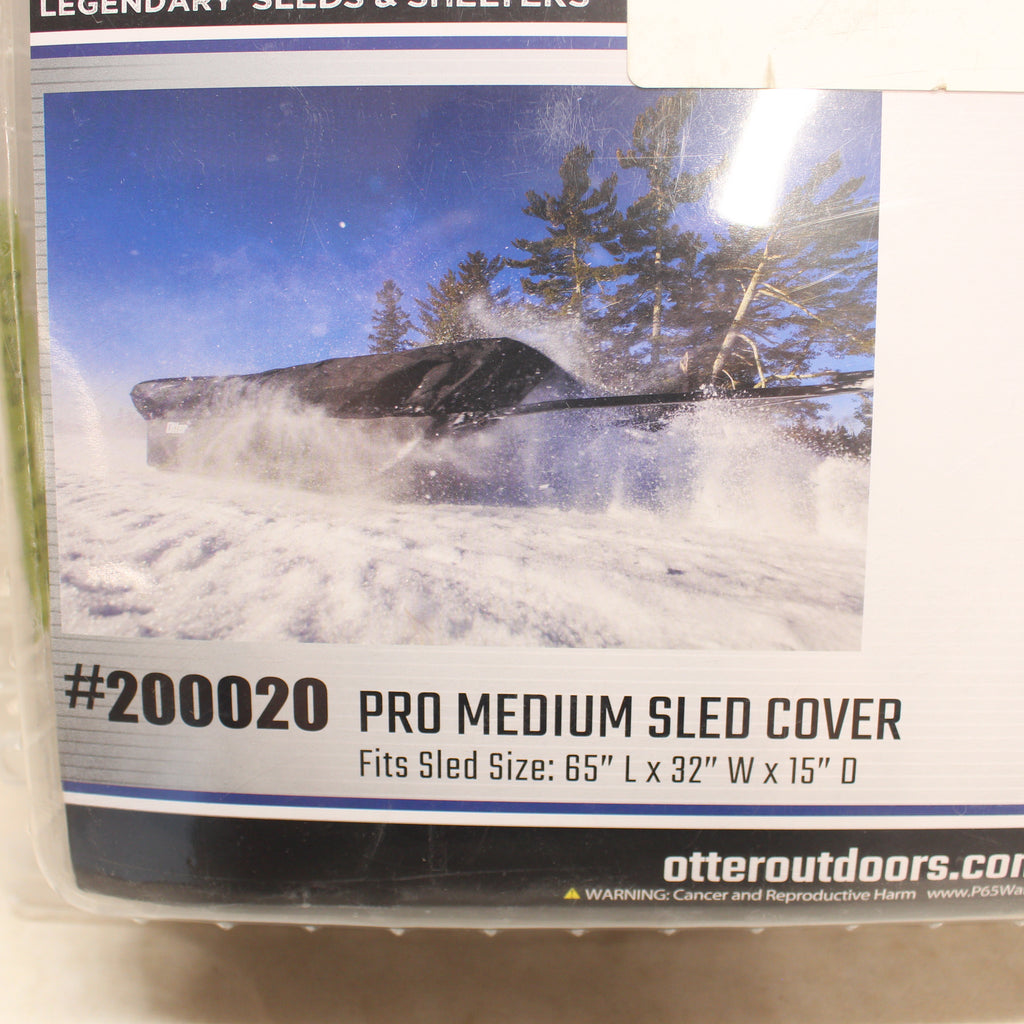 LEGENDARY SLEDS & SHELTERS
Otter
#200020 PRO MEDIUM SLED COVER
Fits Sled Size: 65" L x 32" W x 15" D
otteroutdoors.com
WARNING: Cancer and Reproductive Harm www.P65Wa